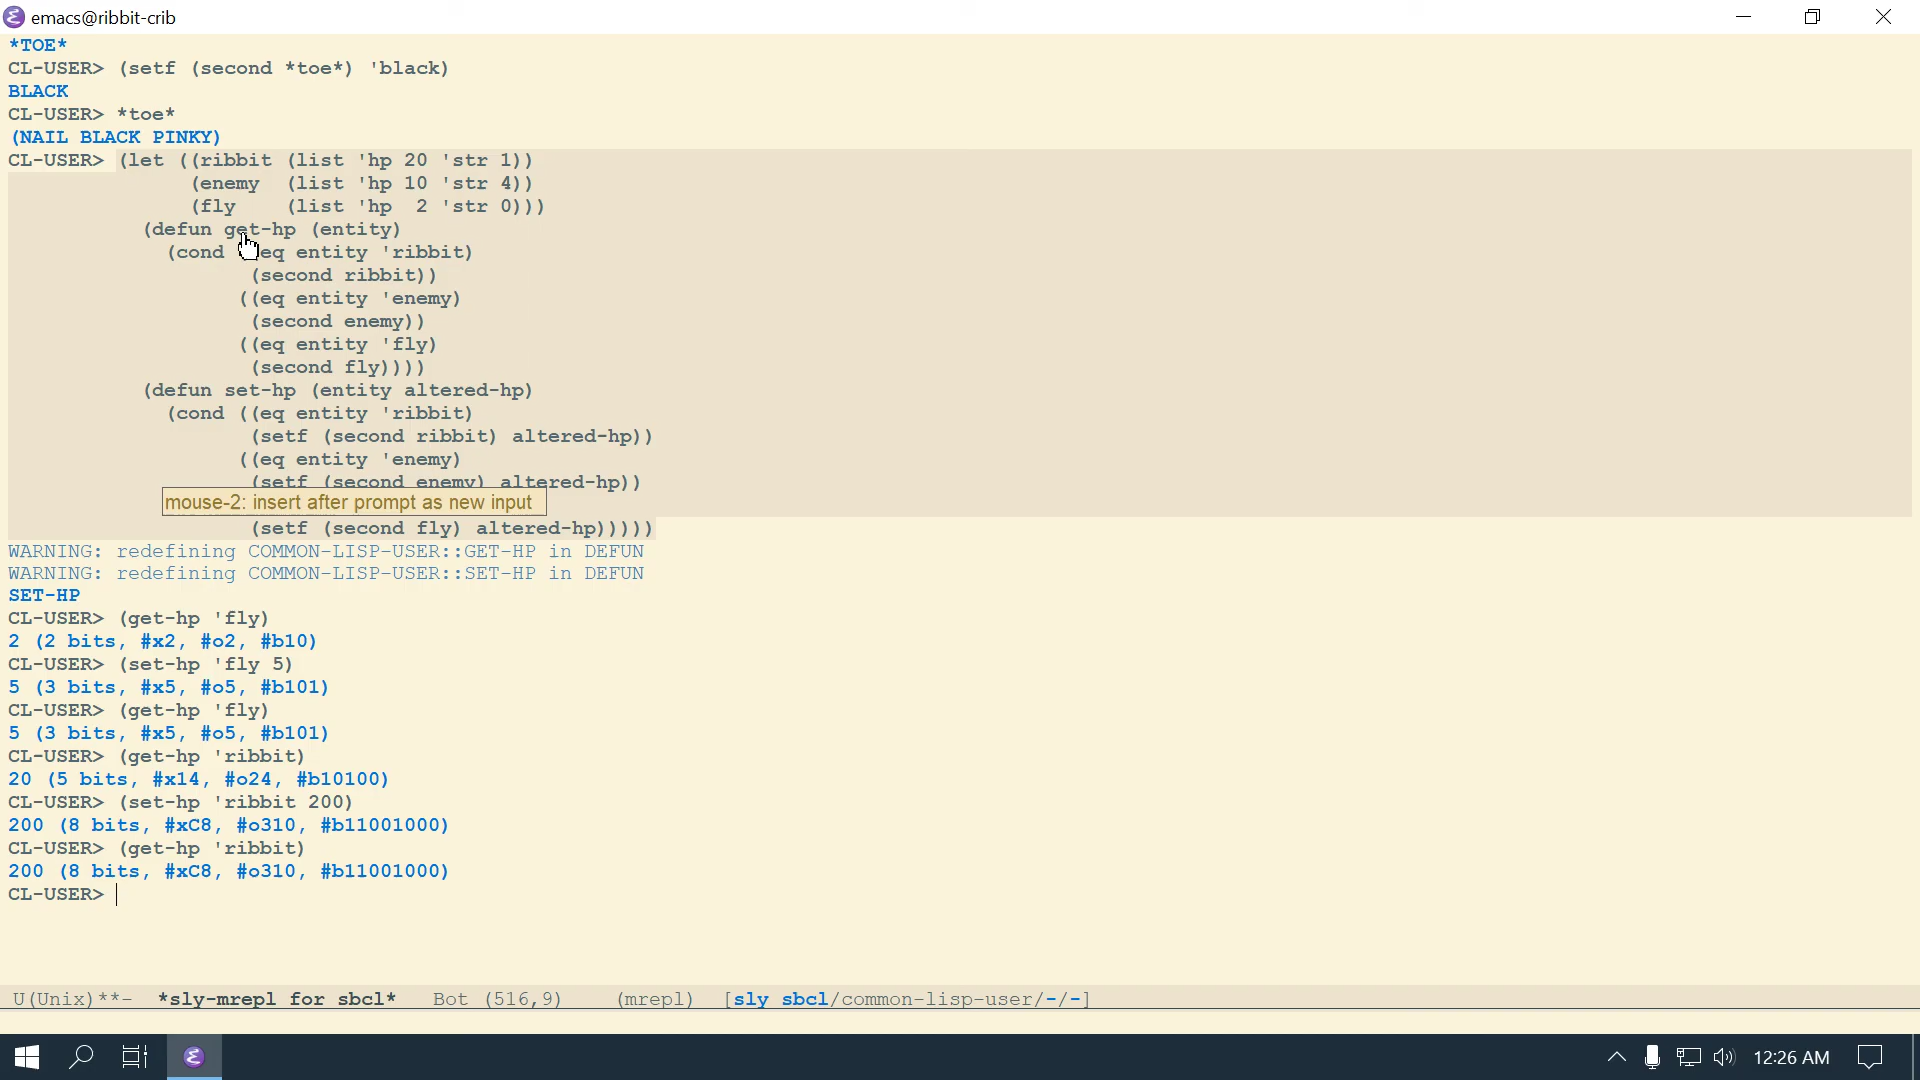 emacs@ribbit-crib
*TOE*
CL-USER> (setf (second *toe*) 'black)
BLACK
CL-USER> *toe*
(NAIL BLACK PINKY)
CL-USER> (let ((ribbit (list 'hp 20 'str 1))
(enemy  (list 'hp 10 'str 4))
(fly    (list 'hp  2 'str 0)))
(defun get-hp (entity)
(cond eq entity 'ribbit)
(second ribbit))
((eq entity 'enemy)
(second enemy))
((eq entity 'fly)
(second fly))))
(defun set-hp (entity altered-hp)
(cond ((eq entity 'ribbit)
(setf (second ribbit) altered-hp))
((eq entity 'enemy)
(setf (second enemy) altered-hp))
mouse-2: insert after prompt as new input
(setf (second fly) altered-hp)))))
WARNING: redefining COMMON-LISP-USER::GET-HP in DEFUN
WARNING: redefining COMMON-LISP-USER::SET-HP in DEFUN
SET-HP
CL-USER> (get-hp 'fly)
2 (2 bits, #x2, #o2, #b10)
CL-USER> (set-hp 'fly 5)
5 (3 bits, #x5, #o5, #b101)
CL-USER> (get-hp 'fly)
5 (3 bits, #x5, #o5, #b101)
CL-USER> (get-hp 'ribbit)
20 (5 bits, #x14, #o24, #b10100)
CL-USER> (set-hp 'ribbit 200)
200 (8 bits, #xC8, #o310, #b11001000)
CL-USER> (get-hp 'ribbit)
200 (8 bits, #xC8, #o310, #b11001000)
CL-USER>
U(Unix)**-  *sly-mrepl for sbcl*   Bot (516,9)    (mrepl)  [sly sbcl/common-lisp-user/-/-]
12:26 AM